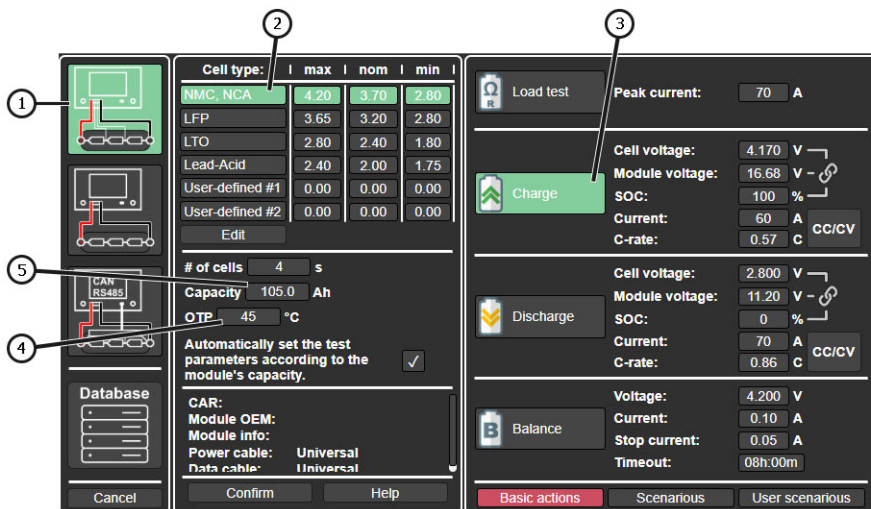 2
3
1
5
4
CAN
RS485
Database
Cancel
Cell type: max nom min
NMC, NCA 4.20 3.70 2.80
LFP 3.65 3.20 2.80
LTO 2.80 2.40 1.80
Lead-Acid 2.40 2.00 1.75
User-defined #1 0.00 0.00 0.00
User-defined #2 0.00 0.00 0.00
Edit
# of cells 4 s
Capacity 105.0 Ah
OTP 45 °C
Automatically set the test
parameters according to the
module's capacity. ✓
CAR:
Module OEM:
Module info:
Power cable: Universal
Data cable: Universal
Confirm Help
Ω
R
Load test Peak current: 70 A
Charge
Cell voltage: 4.170 V
Module voltage: 16.68 V
SOC: 100 %
Current: 60 A
C-rate: 0.57 C
CC/CV
Discharge
Cell voltage: 2.800 V
Module voltage: 11.20 V
SOC: 0 %
Current: 70 A
C-rate: 0.86 C
CC/CV
B
Balance
Voltage: 4.200 V
Current: 0.10 A
Stop current: 0.05 A
Timeout: 08h:00m
Basic actions Scenarious User scenarious